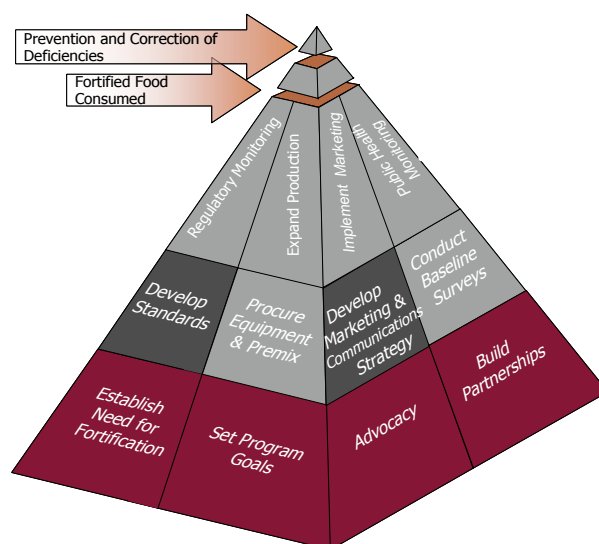 Prevention and Correction of
Deficiencies
Fortified Food
Consumed
Regulatory Monitoring
Expand Production
Implement Marketing
Public Health
Monitoring
Develop
Standards
Procure
Equipment
& Premix
Develop
Marketing &
Communications
Strategy
Conduct
Baseline
Surveys
Establish
Need for
Fortification
Set Program
Goals
Advocacy
Build
Partnerships